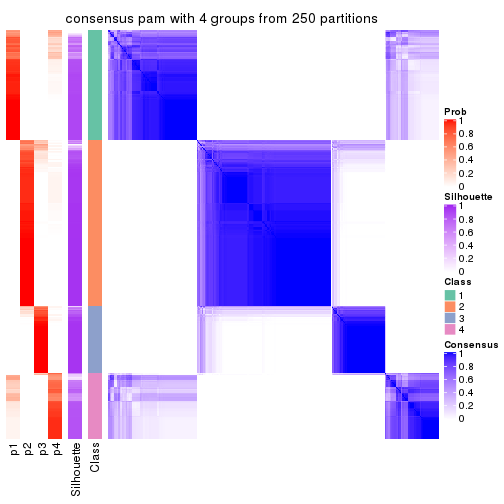 consensus pam with 4 groups from 250 partitions
Prob
1
0.8
0.6
0.4
0.2
0
Silhouette
1
0.8
0.6
0.4
0.2
0
Class
1
2
3
4
Consensus
1
0.8
0.6
0.4
0.2
0
p1
p2
p3
p4
Silhouette
Class